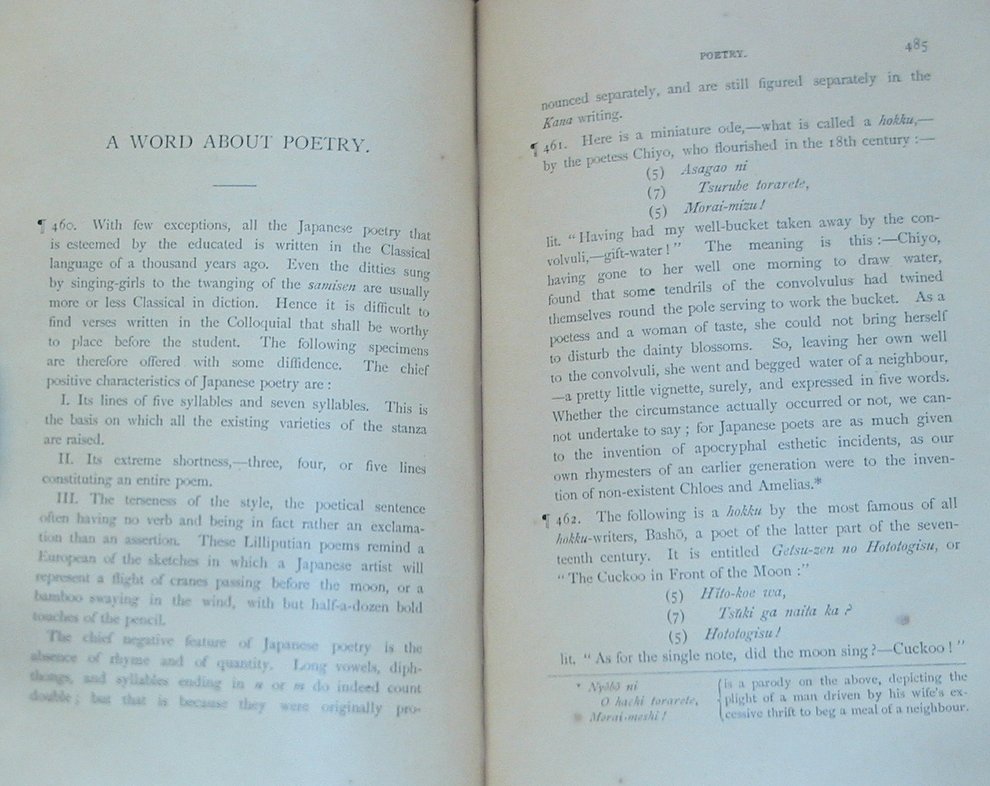 A WORD ABOUT POETRY.
¶ 460. With few exceptions, all the Japanese poetry that
is esteemed by the educated is written in the Classical
language of a thousand years ago. Even the ditties sung
by singing-girls to the twanging of the samisen are usually
more or less Classical in diction. Hence it is difficult to
find verses written in the Colloquial that shall be worthy
to place before the student. The following specimens
are therefore offered with some diffidence. The chief
positive characteristics of Japanese poetry are :
I. Its lines of five syllables and seven syllables. This is
the basis on which all the existing varieties of the stanza
are raised.
II. Its extreme shortness,—three, four, or five lines
constituting an entire poem.
III. The terseness of the style, the poetical sentence
often having no verb and being in fact rather an exclama-
tion than an assertion. These Lilliputian poems remind a
European of the sketches in which a Japanese artist will
represent a flight of cranes passing before the moon, or a
bamboo swaying in the wind, with but half-a-dozen bold
touches of the pencil.
The chief negative feature of Japanese poetry is the
absence of rhyme and of quantity. Long vowels, diph-
thongs, and syllables ending in n or m do indeed count
double ; but that is because they were originally pro-
POETRY. 485
nounced separately, and are still figured separately in the
Kana writing.
¶ 461. Here is a miniature ode,—what is called a hokku,—
by the poetess Chiyo, who flourished in the 18th century :—
(5) Asagao ni
(7) Tsurube torarete,
(5) Morai-mizu !
lit. “Having had my well-bucket taken away by the con-
volvuli,—gift-water ! ” The meaning is this :—Chiyo,
having gone to her well one morning to draw water,
found that some tendrils of the convolvulus had twined
themselves round the pole serving to work the bucket. As a
poetess and a woman of taste, she could not bring herself
to disturb the dainty blossoms. So, leaving her own well
to the convolvuli, she went and begged water of a neighbour,
—a pretty little vignette, surely, and expressed in five words.
Whether the circumstance actually occurred or not, we can-
not undertake to say ; for Japanese poets are as much given
to the invention of apocryphal esthetic incidents, as our
own rhymesters of an earlier generation were to the inven-
tion of non-existent Chloes and Amelias.*
¶ 462. The following is a hokku by the most famous of all
hokku-writers, Bashō, a poet of the latter part of the seven-
teenth century. It is entitled Getsu-zen no Hototogisu, or
“ The Cuckoo in Front of the Moon :”
(5) Hito-koe wa,
(7) Tsŭki ga naita ka ?
(5) Hototogisu !
lit. “ As for the single note, did the moon sing ?—Cuckoo ! ”
* Nyōbō ni
O hachi torarete,
Morai-meshi !
is a parody on the above, depicting the
plight of a man driven by his wife's ex-
cessive thrift to beg a meal of a neighbour.